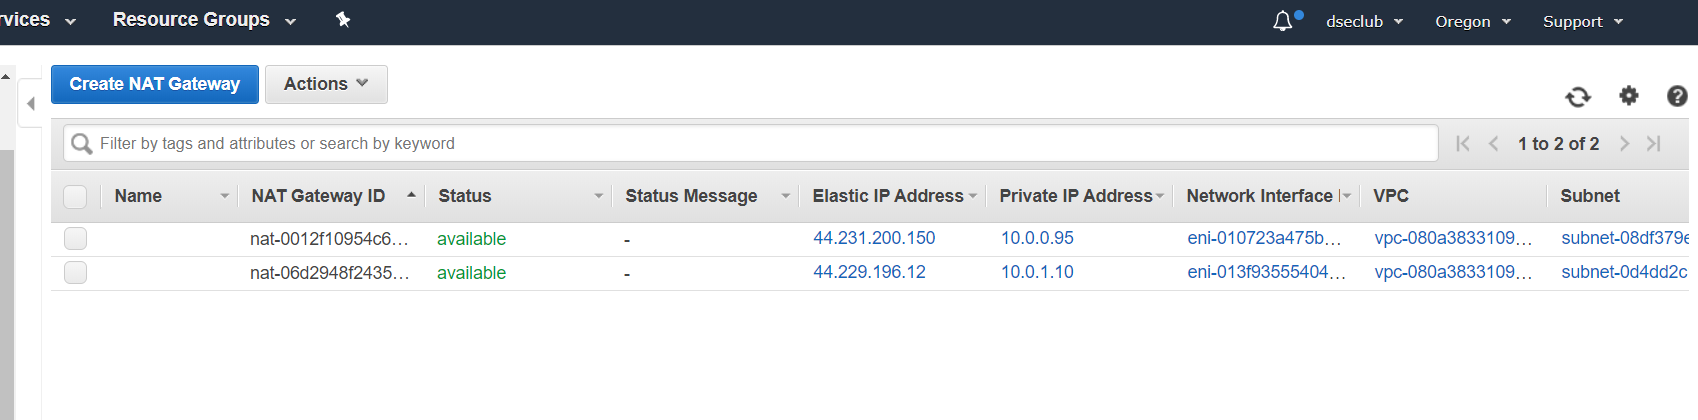 rvices Resource Groups dseclub Oregon Support
Create NAT Gateway Actions
Filter by tags and attributes or search by keyword 1 to 2 of 2
Name NAT Gateway ID Status Status Message Elastic IP Address Private IP Address Network Interface VPC Subnet
nat-0012f10954c6... available - 44.231.200.150 10.0.0.95 eni-010723a475b... vpc-080a3833109... subnet-08df379e
nat-06d2948f2435... available - 44.229.196.12 10.0.1.10 eni-013f93555404... vpc-080a3833109... subnet-0d4dd2c